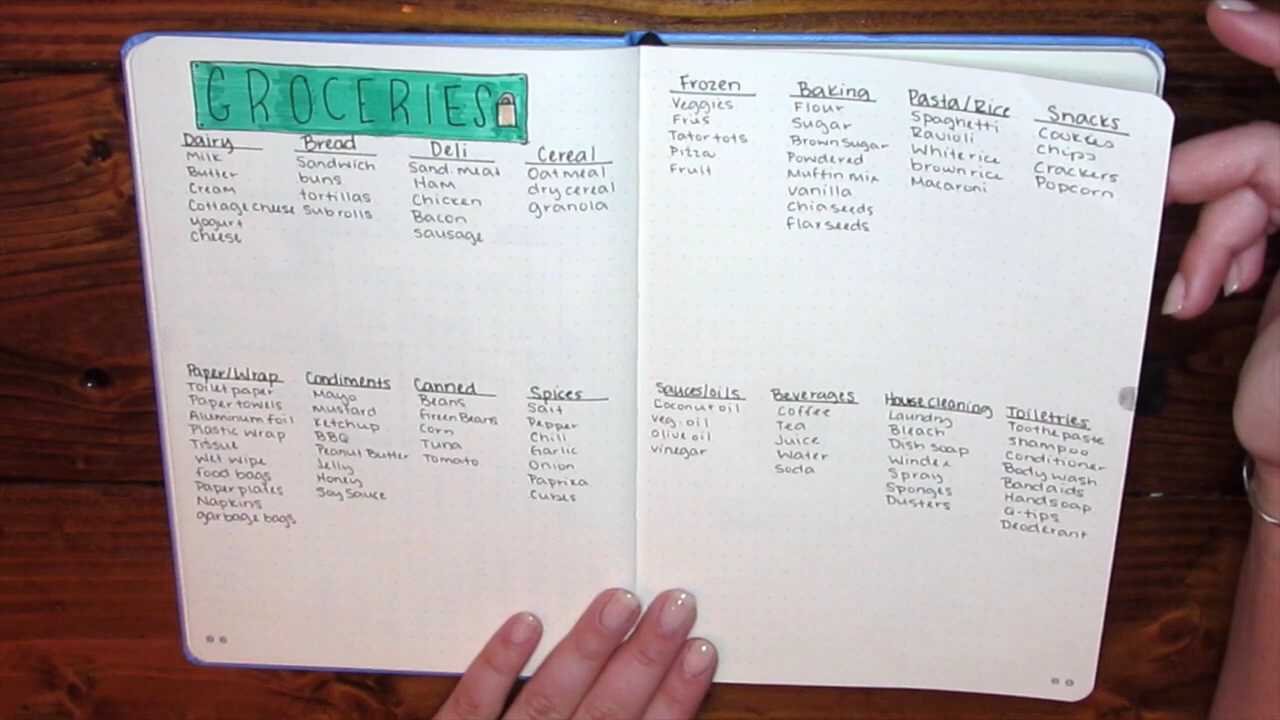 GROCERIES
Dairy
Milk
Butter
Cream
Cottage cheese
yogurt
cheese
Bread
Sandwich
buns
tortillas
Sub rolls
Deli
Sand. meat
Ham
Chicken
Bacon
sausage
Cereal
Oatmeal
dry cereal
granola
Paper/Wrap
Toilet paper
Paper towels
Aluminum foil
Plastic wrap
Tissue
Wet wipe
food bags
Paper plates
Napkins
garbage bags
Condiments
Mayo
Mustard
Ketchup
BBQ
Peanut Butter
Jelly
Honey
Soy Sauce
Canned
Beans
Green Beans
Corn
Tuna
Tomato
Spices
Salt
Pepper
Chili
Garlic
Onion
Paprika
Cubes
Frozen
Veggies
Tator tots
Pizza
Fruit
Baking
Flour
Sugar
Brown Sugar
Powdered
Muffin mix
vanilla
Chia seeds
flax seeds
Pasta/Rice
Spaghetti
Ravioli
White rice
brown rice
Macaroni
Snacks
Cookies
Chips
Crackers
Popcorn
Sauces/oils
Coconut oil
veg. oil
olive oil
vinegar
Beverages
Coffee
Tea
Juice
Water
Soda
House cleaning
Laundry
Bleach
Dish soap
Windex
Spray
Sponges
Dusters
Toiletries
Toothe paste
Shampoo
Conditioner
Body wash
Bandaids
Hand soap
Q-tips
Deoderant